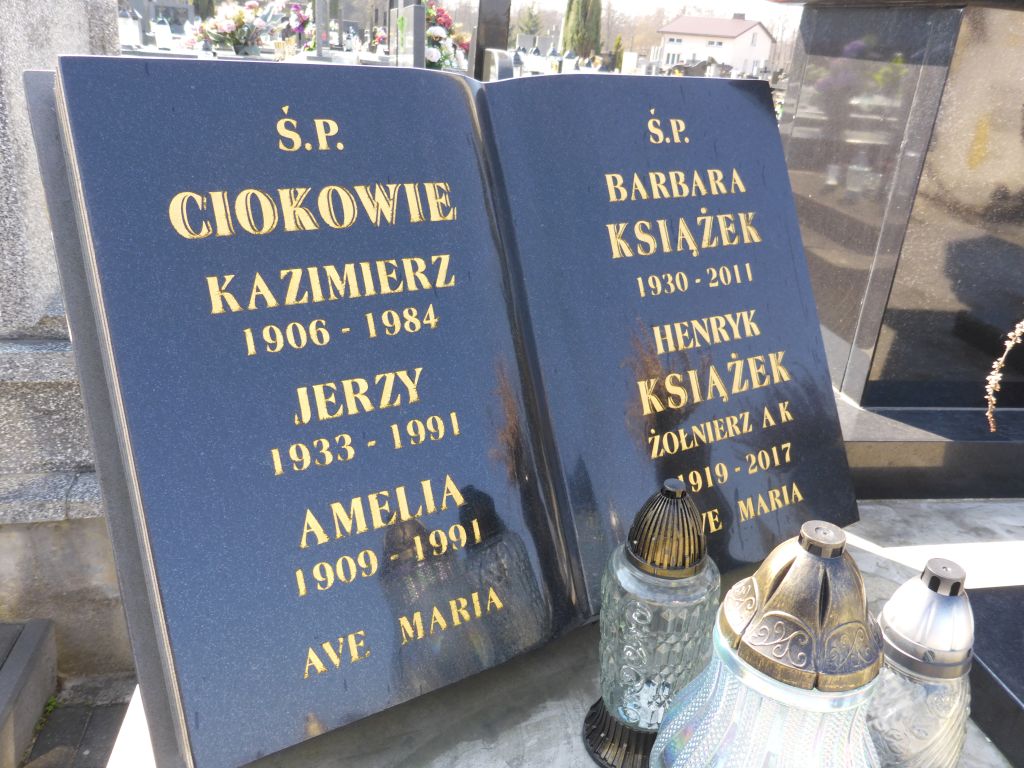 Ś.P.
CIOKOWIE
KAZIMIERZ
1906 - 1984
JERZY
1933 - 1991
AMELIA
1909 - 1991
AVE MARIA
Ś.P.
BARBARA
KSIĄŻEK
1930 - 2011
HENRYK
KSIĄŻEK
ŻOŁNIERZ A K
1919 - 2017
AVE MARIA